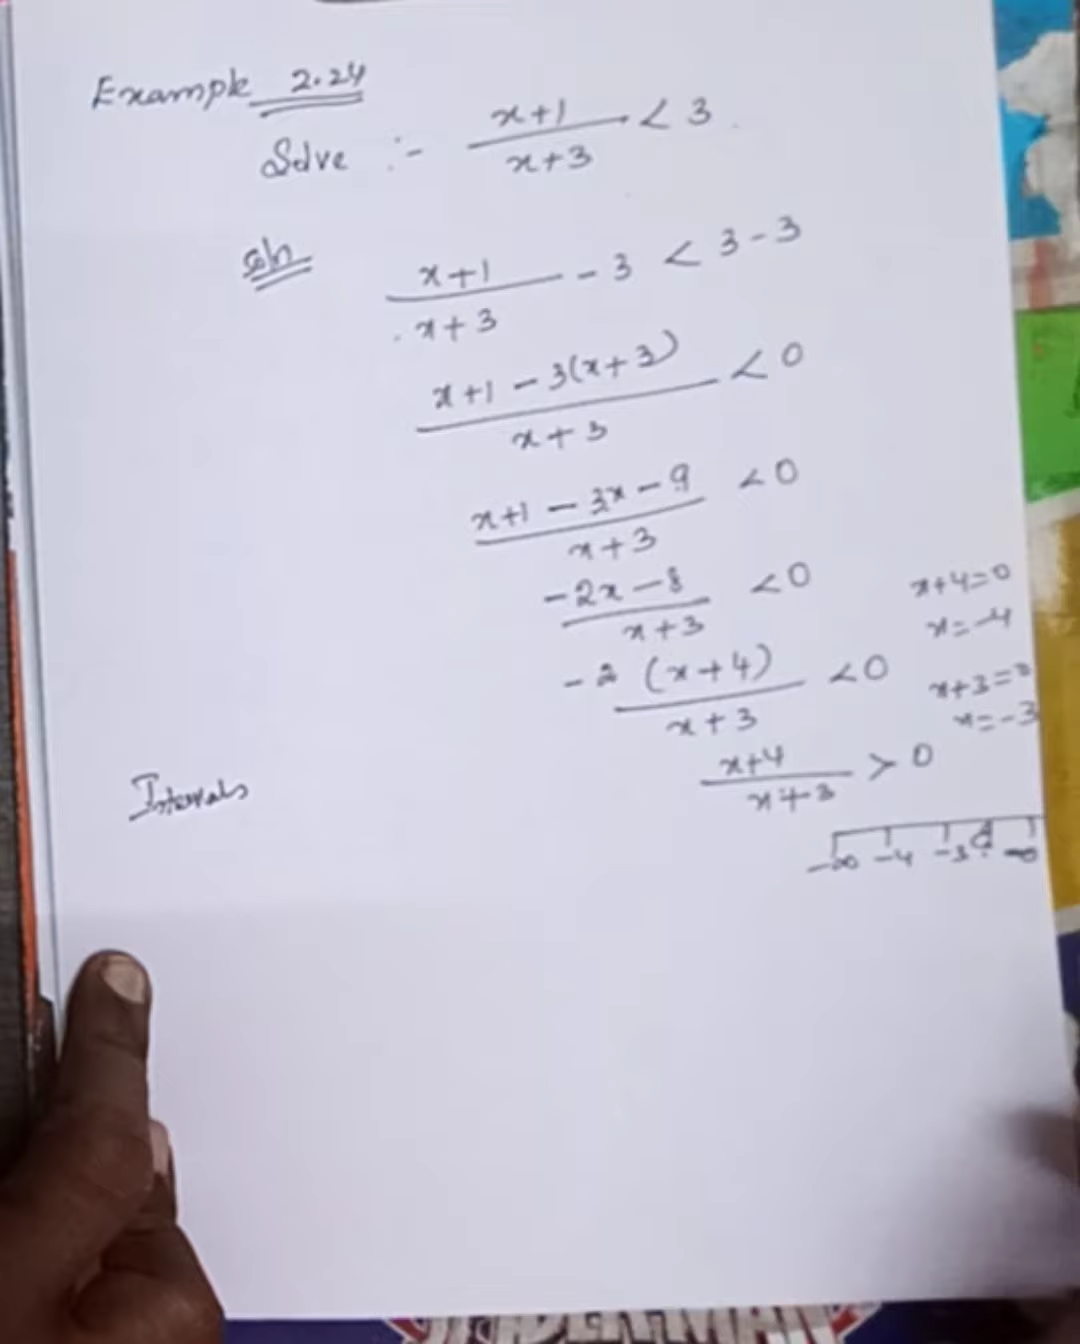 Example 2.24
Solve :- x+1 / x+3 < 3
Soln
x+1 / x+3 - 3 < 3-3
x+1 - 3(x+3) / x+3 < 0
x+1 - 3x - 9 / x+3 < 0
-2x - 8 / x+3 < 0
x+4=0
x=-4
-2 (x+4) / x+3 < 0
x+3=
x=-3
x+4 / x+3 > 0
Intervals
-∞ -4 -3